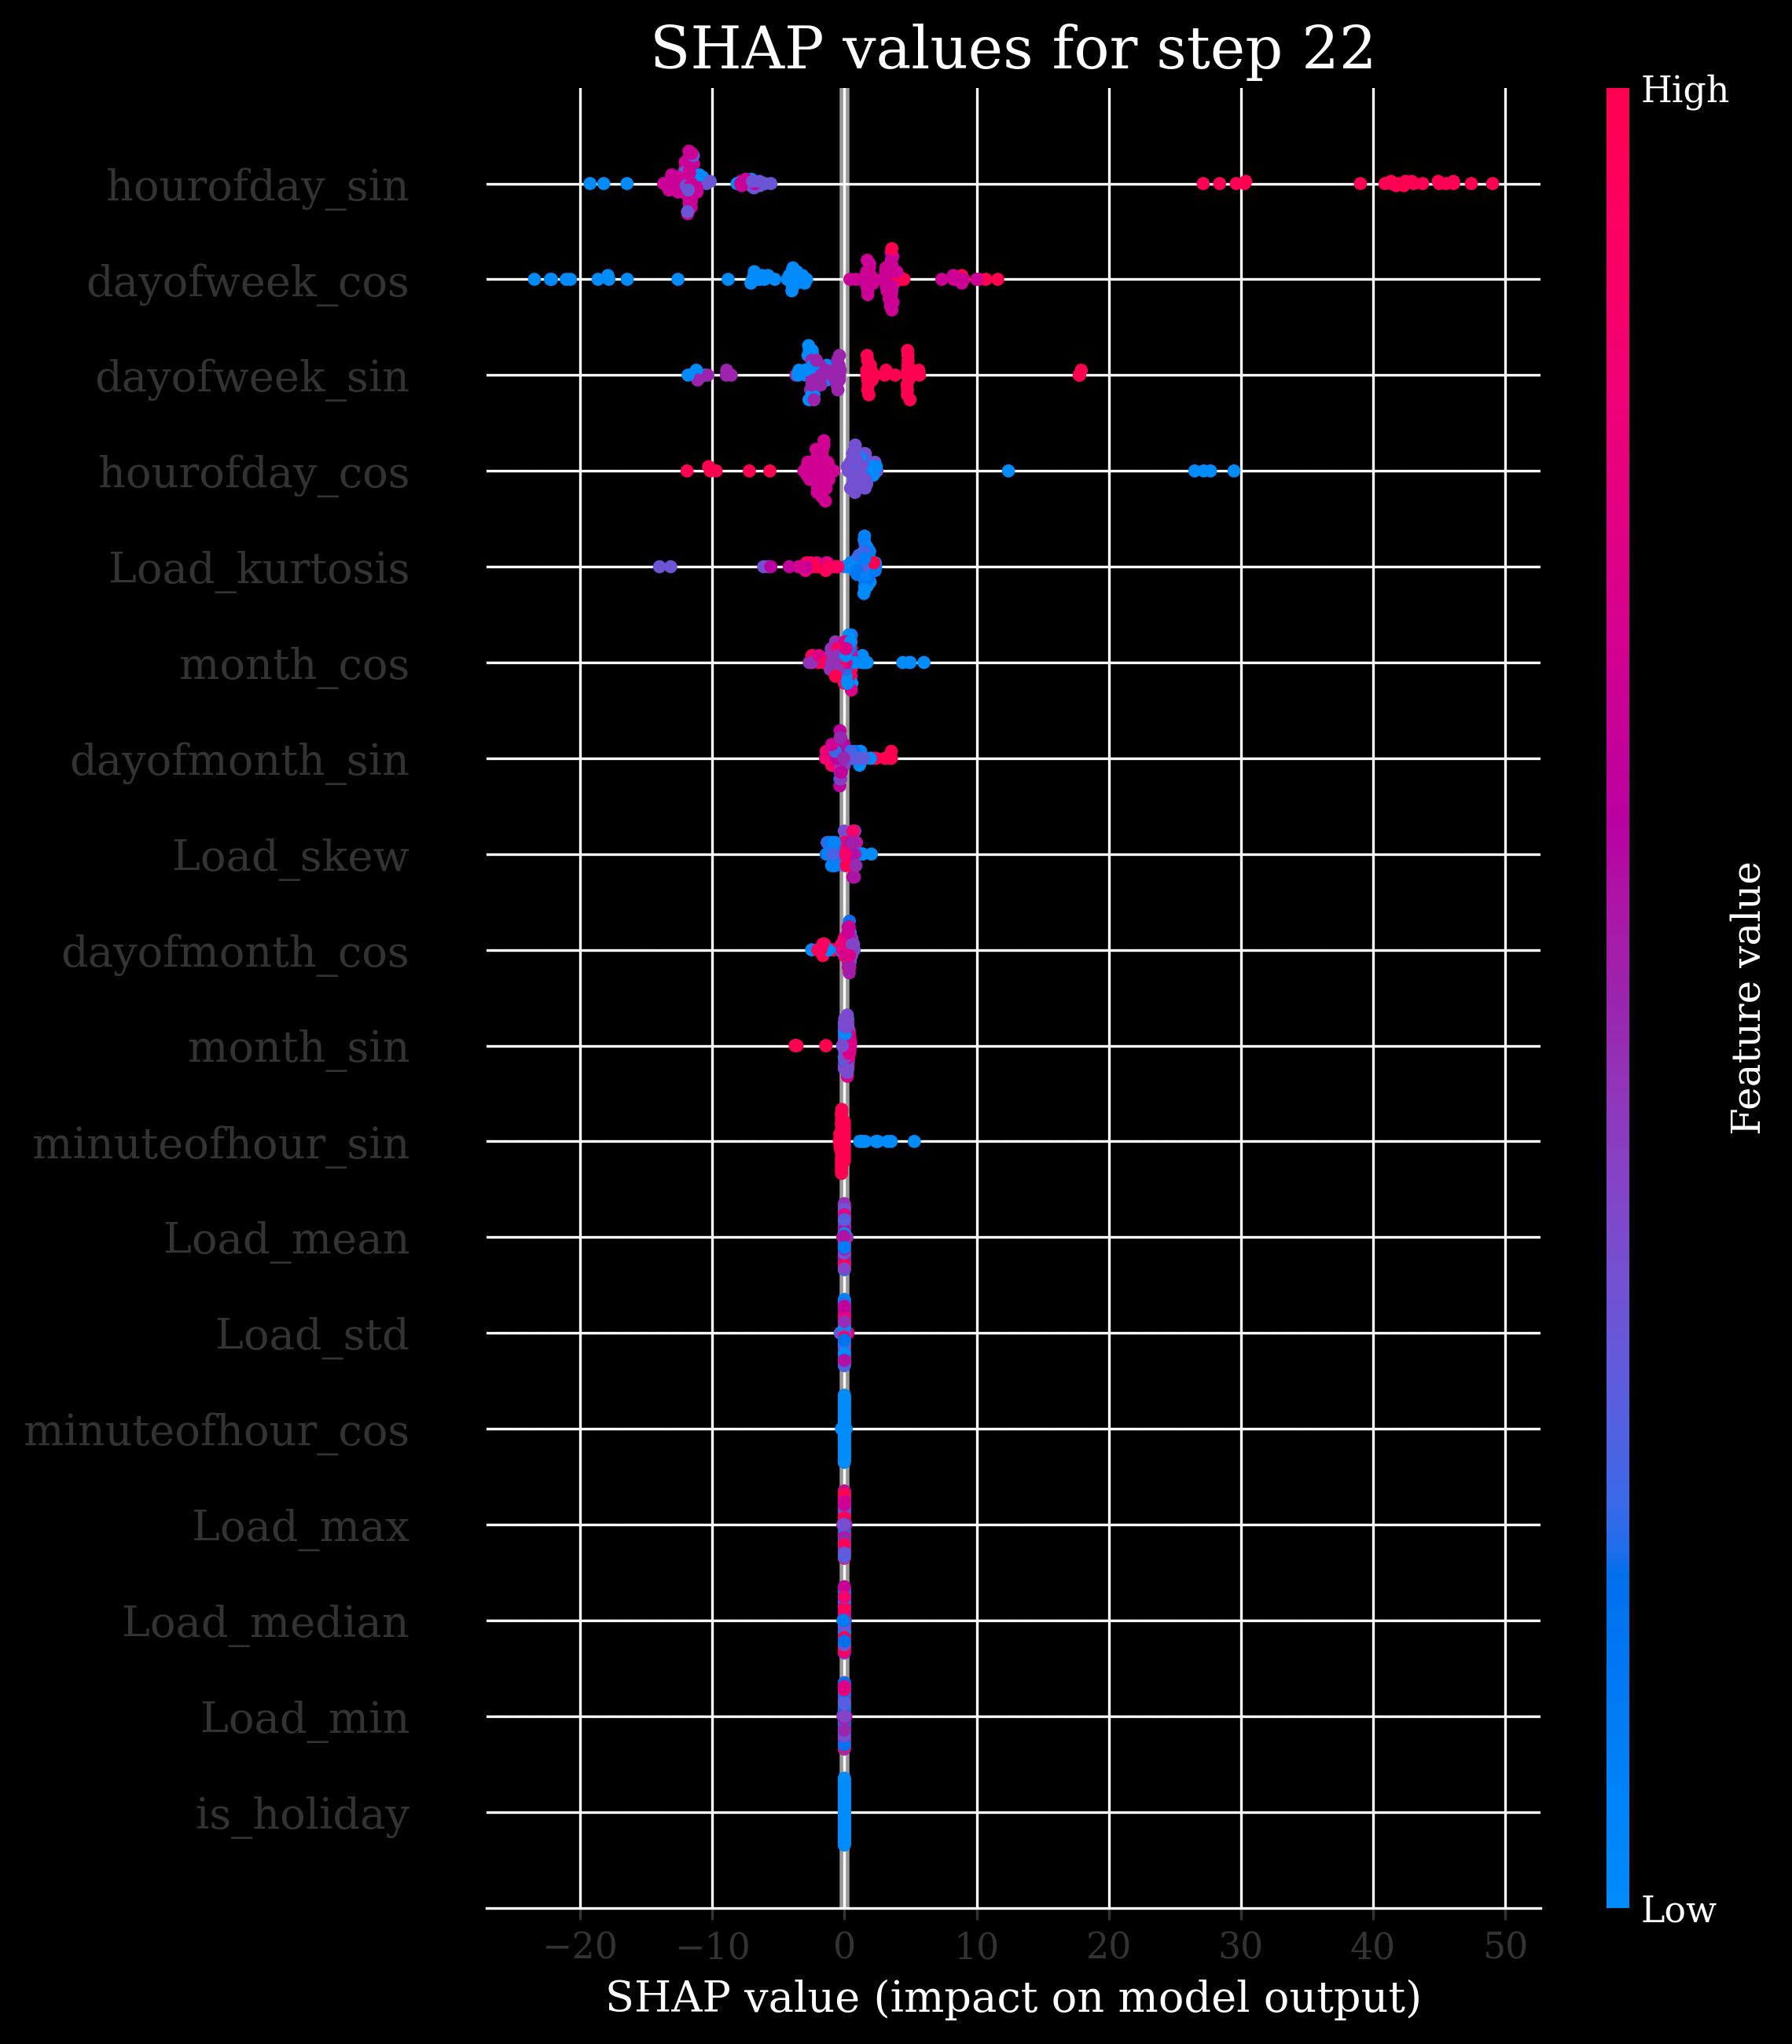 SHAP values for step 22
High
hourofday_sin
dayofweek_cos
dayofweek_sin
hourofday_cos
Load_kurtosis
month_cos
dayofmonth_sin
Load_skew
dayofmonth_cos
month_sin
minuteofhour_sin
Load_mean
Load_std
minuteofhour_cos
Load_max
Load_median
Load_min
is_holiday
Feature value
Low
−20 −10 0 10 20 30 40 50
SHAP value (impact on model output)